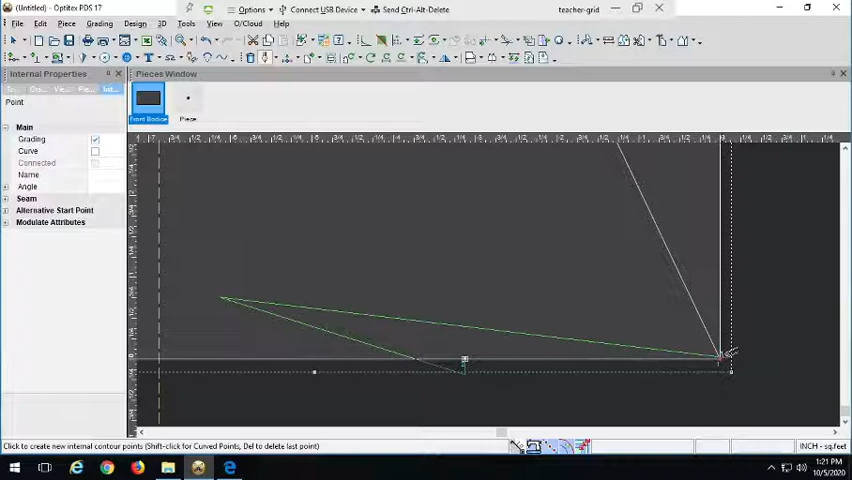 (Untitled) - Optitex PDS 17
Options
Connect USB Device
Send Ctrl-Alt-Delete
teacher-grid
File Edit Piece Grading Design 3D Tools View O/Cloud Help
Internal Properties
Pieces Window
Point
Main
Grading
Curve
Connected
Name
Angle
Seam
Alternative Start Point
Modulate Attributes
Front Bodice
Piece
Click to create new internal contour points (Shift-click for Curved Points, Del to delete last point)
INCH - sq.feet
1:21 PM
10/5/2020